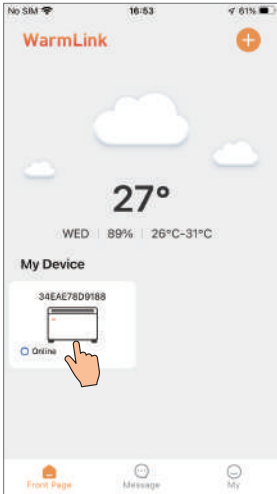 No SIM 16:53 61%
WarmLink
27°
WED | 89% | 26°C-31°C
My Device
34EAE78D9188
Online
Front Page Message My